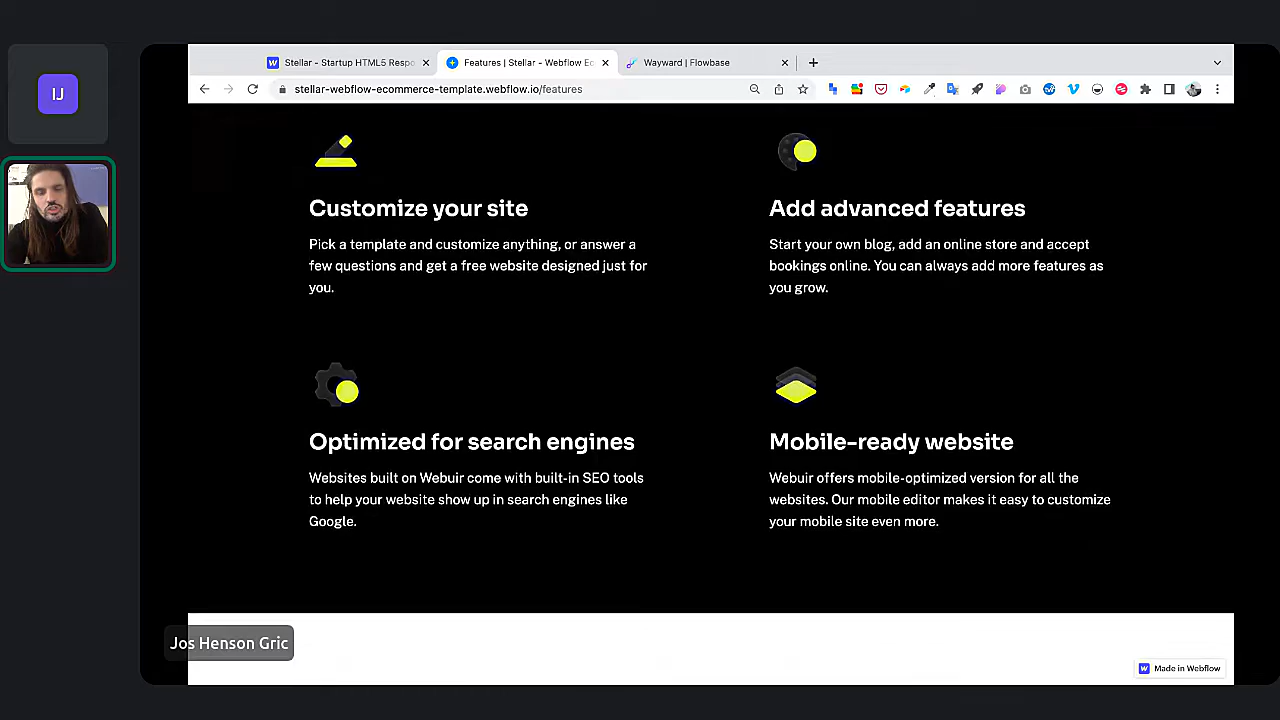 IJ
Stellar - Startup HTML5 Respo
Features | Stellar - Webflow Ec
Wayward | Flowbase
stellar-webflow-ecommerce-template.webflow.io/features
Customize your site
Pick a template and customize anything, or answer a
few questions and get a free website designed just for
you.
Add advanced features
Start your own blog, add an online store and accept
bookings online. You can always add more features as
you grow.
Optimized for search engines
Websites built on Webuir come with built-in SEO tools
to help your website show up in search engines like
Google.
Mobile-ready website
Webuir offers mobile-optimized version for all the
websites. Our mobile editor makes it easy to customize
your mobile site even more.
Jos Henson Gric
Made in Webflow